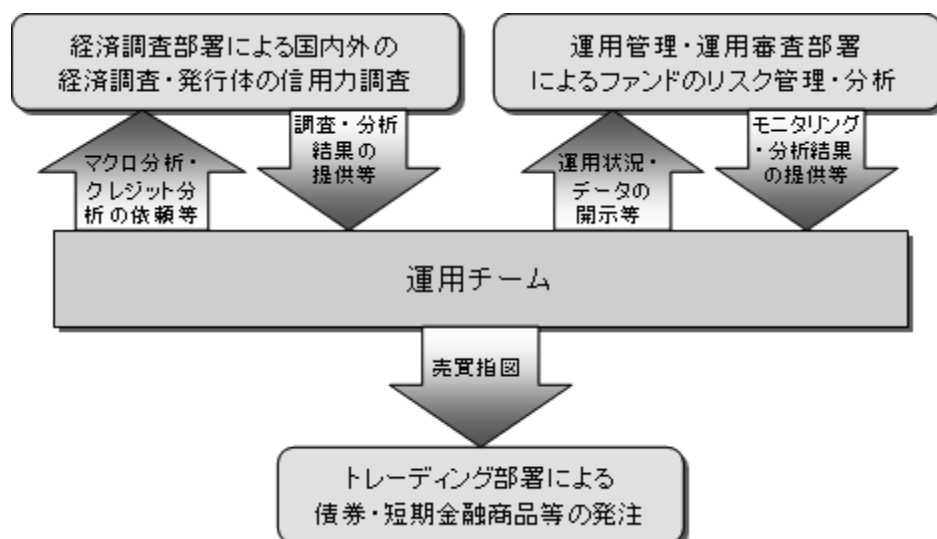 経済調査部署による国内外の
経済調査・発行体の信用力調査
運用管理・運用審査部署
によるファンドのリスク管理・分析
マクロ分析・
クレジット分
析の依頼等
調査・分析
結果の
提供等
運用状況・
データの
開示等
モニタリング
・分析結果
の提供等
運用チーム
売買指図
トレーディング部署による
債券・短期金融商品等の発注